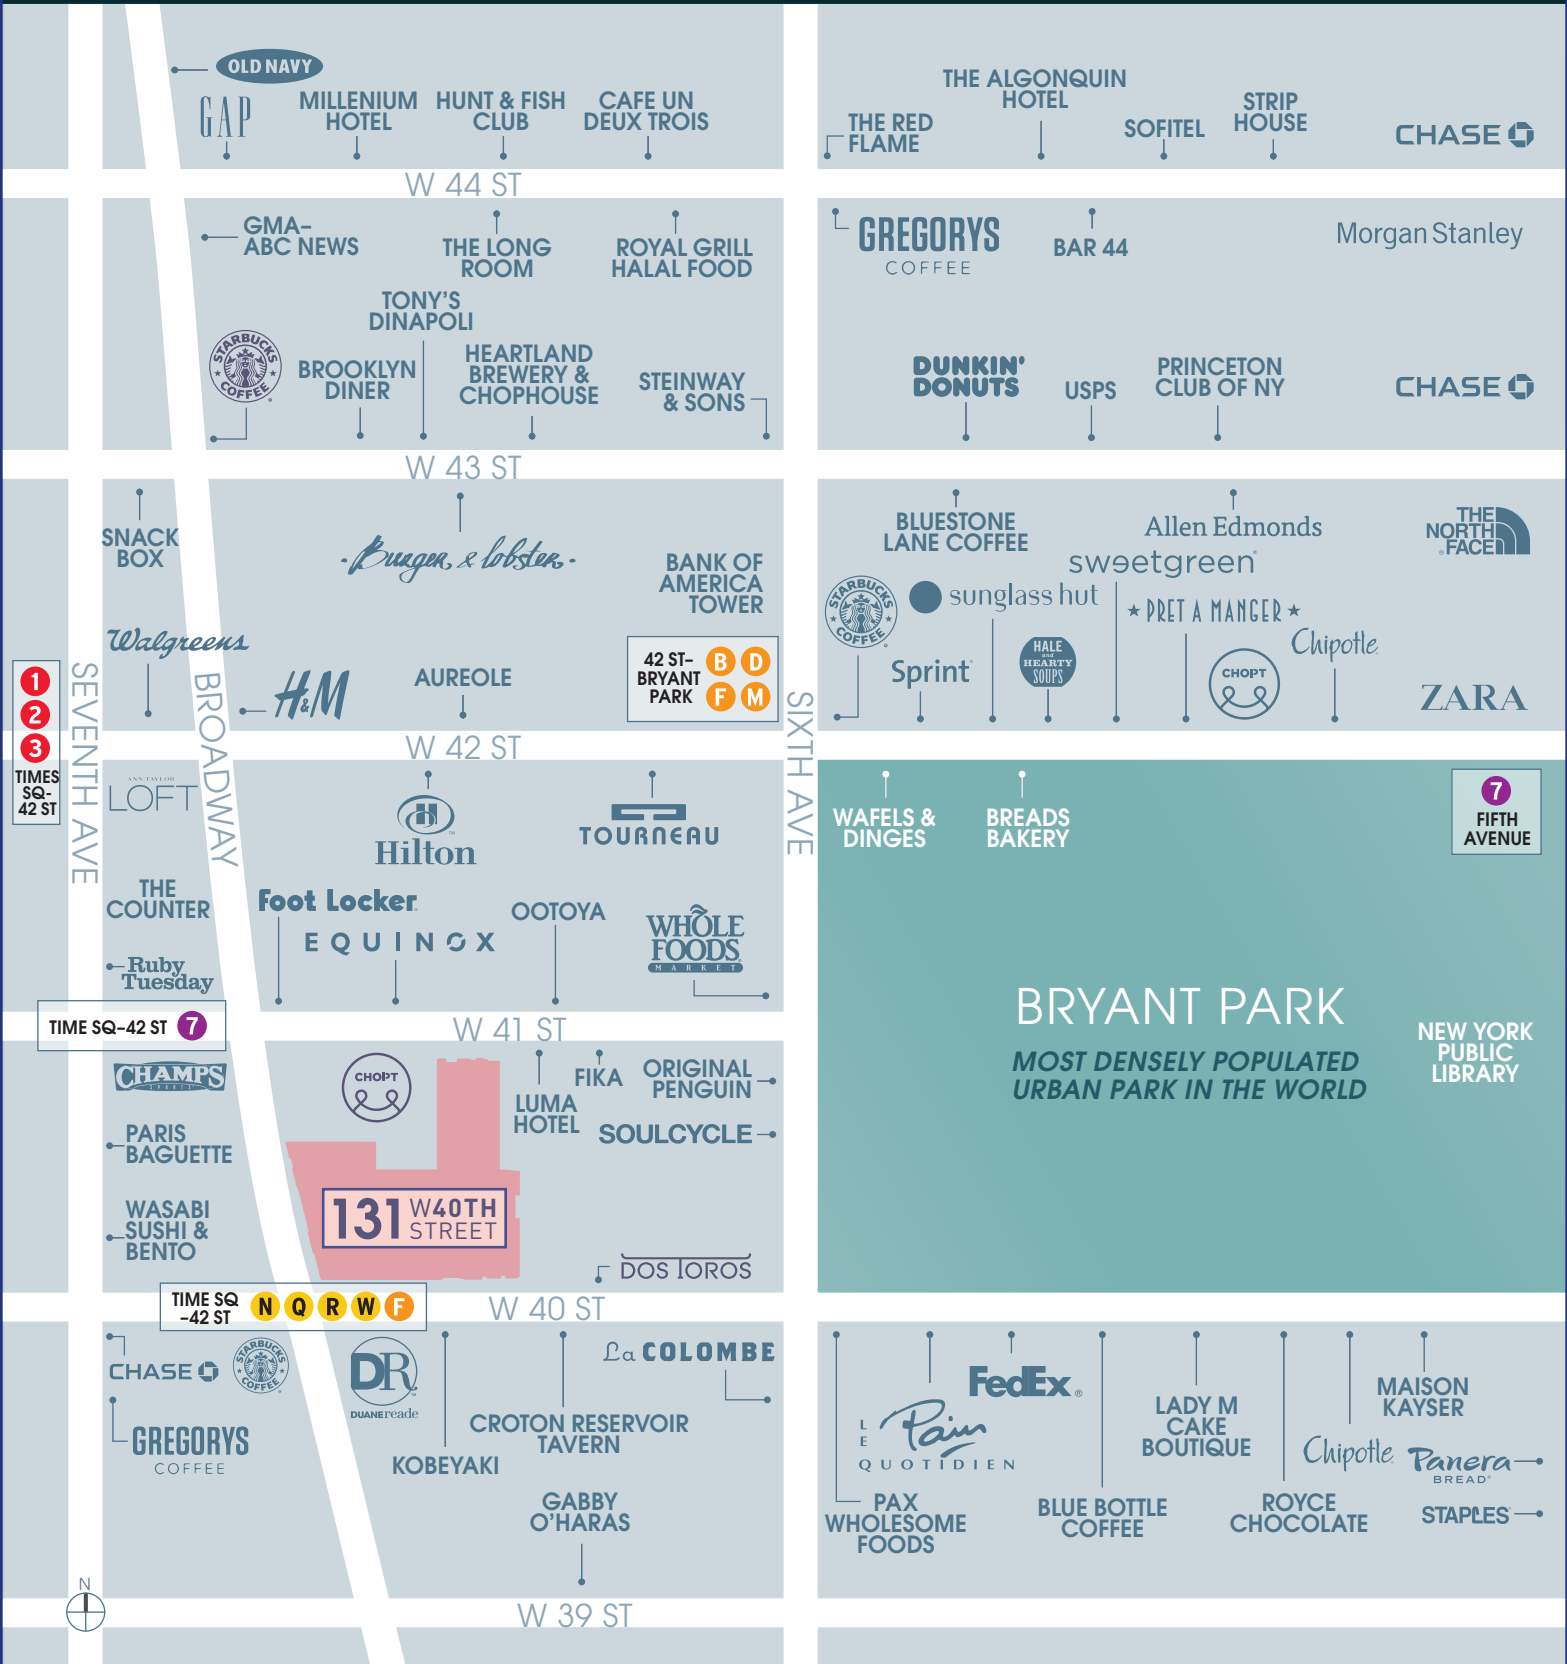 OLD NAVY
GAP
MILLENIUM
HOTEL
HUNT & FISH
CLUB
CAFE UN
DEUX TROIS
THE RED
FLAME
THE ALGONQUIN
HOTEL
SOFITEL
STRIP
HOUSE
CHASE
W 44 ST
GMA–
ABC NEWS
THE LONG
ROOM
ROYAL GRILL
HALAL FOOD
GREGORYS
COFFEE
BAR 44
Morgan Stanley
STARBUCKS
COFFEE
BROOKLYN
DINER
TONY'S
DINAPOLI
HEARTLAND
BREWERY &
CHOPHOUSE
STEINWAY
& SONS
DUNKIN'
DONUTS
USPS
PRINCETON
CLUB OF NY
CHASE
W 43 ST
SNACK
BOX
Burger & lobster
BANK OF
AMERICA
TOWER
BLUESTONE
LANE COFFEE
Allen Edmonds
THE
NORTH
FACE
sweetgreen
STARBUCKS
COFFEE
sunglass hut
PRET A MANGER
Walgreens
H&M
AUREOLE
42 ST–
BRYANT
PARK
B D
F M
Sprint
HALE
and
HEARTY
SOUPS
CHOPT
Chipotle
ZARA
1
2
3
TIMES
SQ-
42 ST
SEVENTH AVE
BROADWAY
SIXTH AVE
W 42 ST
ANN TAYLOR
LOFT
Hilton
TOURNEAU
WAFELS &
DINGES
BREADS
BAKERY
7
FIFTH
AVENUE
THE
COUNTER
Foot Locker
EQUINOX
OOTOYA
WHOLE
FOODS
MARKET
Ruby
Tuesday
TIME SQ–42 ST 7
W 41 ST
BRYANT PARK
MOST DENSELY POPULATED
URBAN PARK IN THE WORLD
NEW YORK
PUBLIC
LIBRARY
CHAMPS
SPORTS
CHOPT
LUMA
HOTEL
FIKA
ORIGINAL
PENGUIN
SOULCYCLE
PARIS
BAGUETTE
WASABI
SUSHI &
BENTO
131 W40TH
STREET
DOS TOROS
TIME SQ
–42 ST
N Q R W F
W 40 ST
CHASE
STARBUCKS
COFFEE
GREGORYS
COFFEE
DR
DUANEreade
KOBEYAKI
CROTON RESERVOIR
TAVERN
La COLOMBE
GABBY
O'HARAS
LE
Pain
QUOTIDIEN
FedEx
PAX
WHOLESOME
FOODS
BLUE BOTTLE
COFFEE
LADY M
CAKE
BOUTIQUE
ROYCE
CHOCOLATE
Chipotle
MAISON
KAYSER
Panera
BREAD
STAPLES
N
W 39 ST